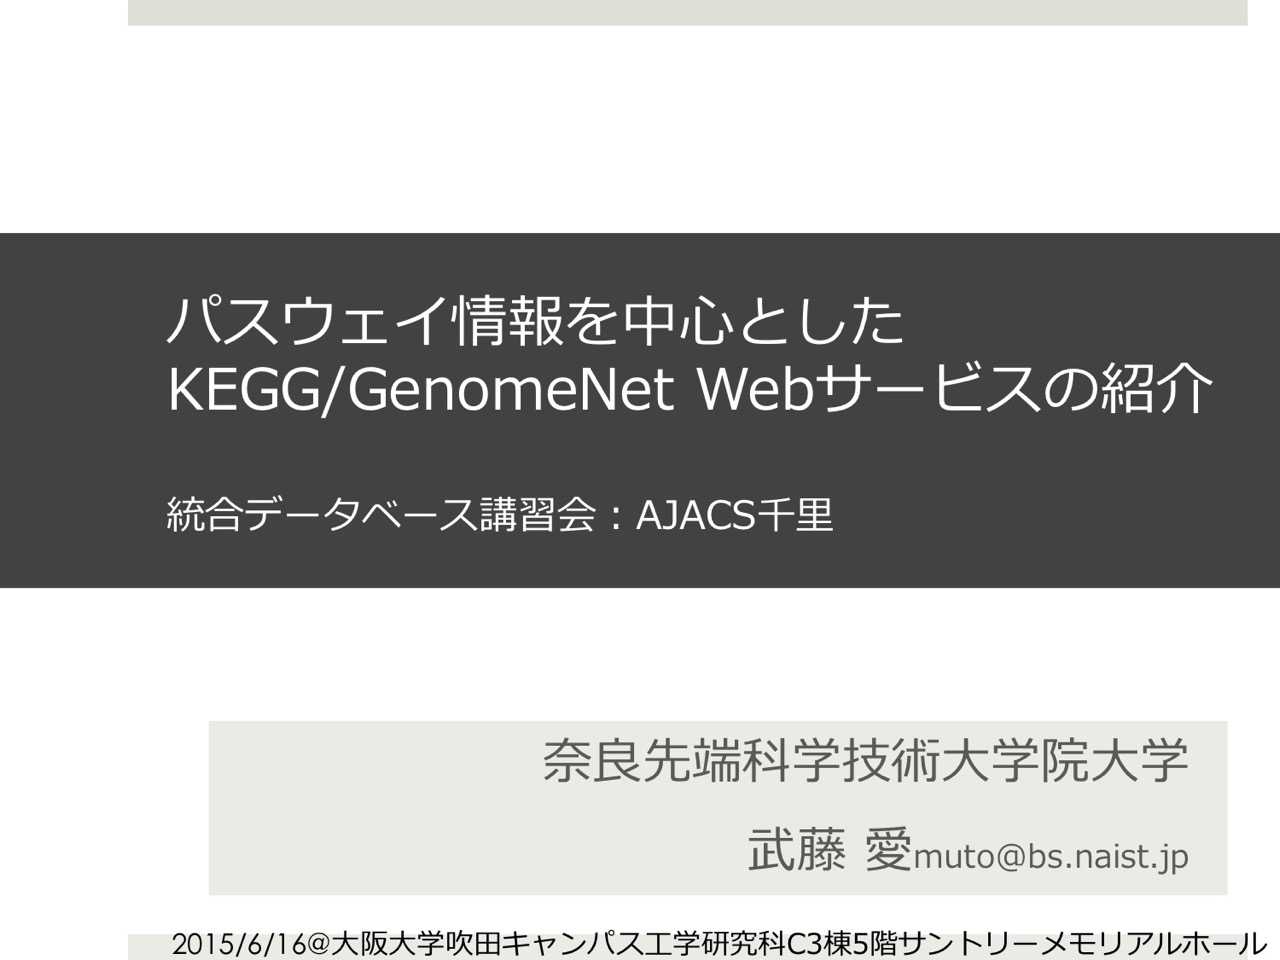 パスウェイ情報を中心とした
KEGG/GenomeNet Webサービスの紹介
統合データベース講習会：AJACS千里
奈良先端科学技術大学院大学
武藤 愛muto@bs.naist.jp
2015/6/16@大阪大学吹田キャンパス工学研究科C3棟5階サントリーメモリアルホール